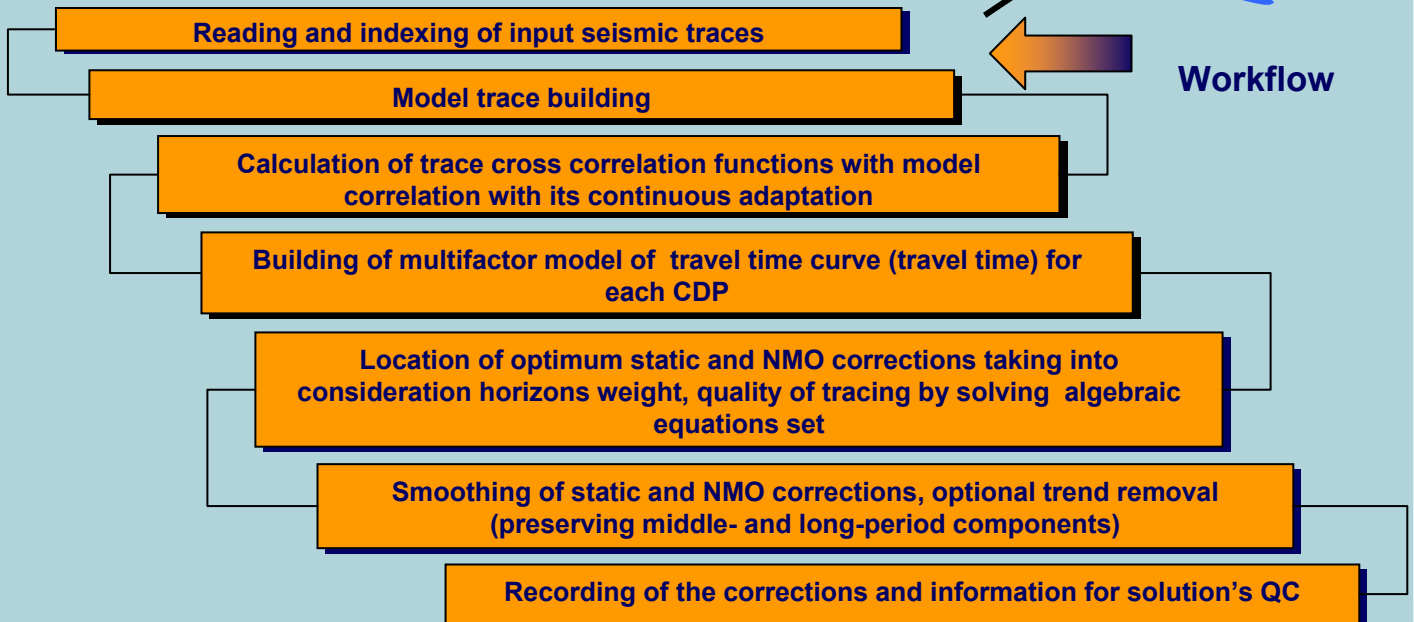 Reading and indexing of input seismic traces
Workflow
Model trace building
Calculation of trace cross correlation functions with model
correlation with its continuous adaptation
Building of multifactor model of travel time curve (travel time) for
each CDP
Location of optimum static and NMO corrections taking into
consideration horizons weight, quality of tracing by solving algebraic
equations set
Smoothing of static and NMO corrections, optional trend removal
(preserving middle- and long-period components)
Recording of the corrections and information for solution's QC